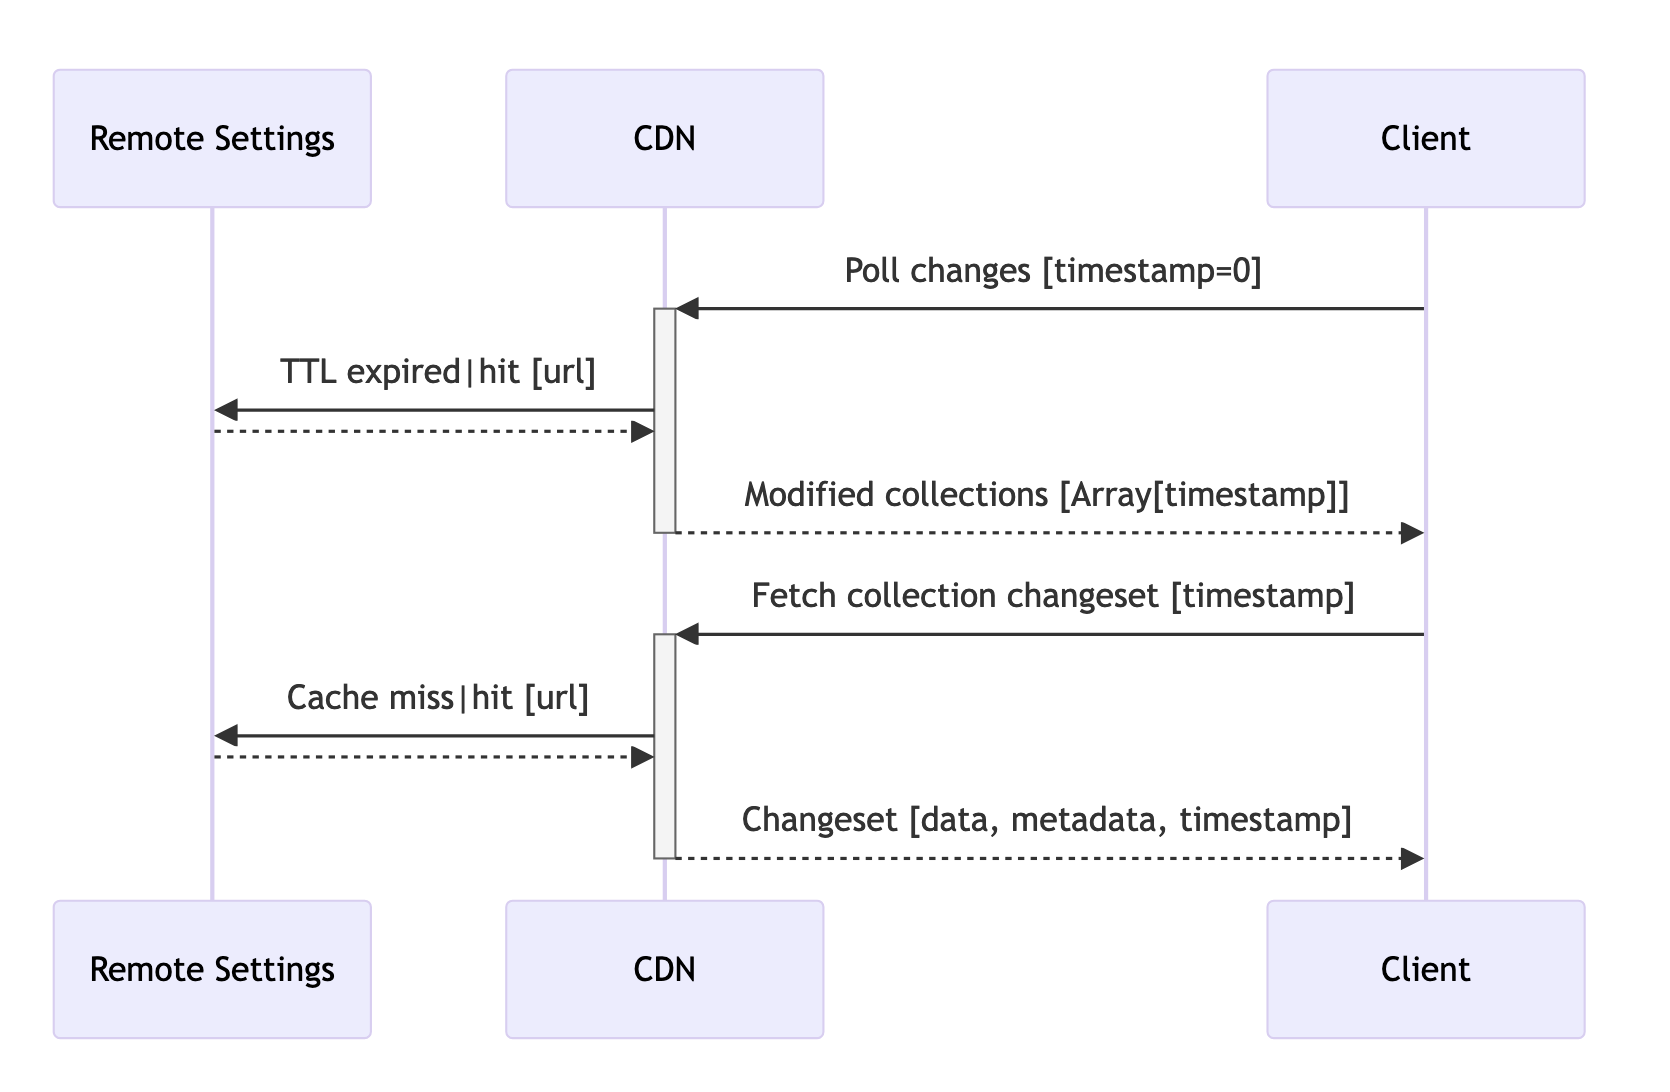 Remote Settings
CDN
Client
Poll changes [timestamp=0]
TTL expired|hit [url]
Modified collections [Array[timestamp]]
Fetch collection changeset [timestamp]
Cache miss|hit [url]
Changeset [data, metadata, timestamp]
Remote Settings
CDN
Client